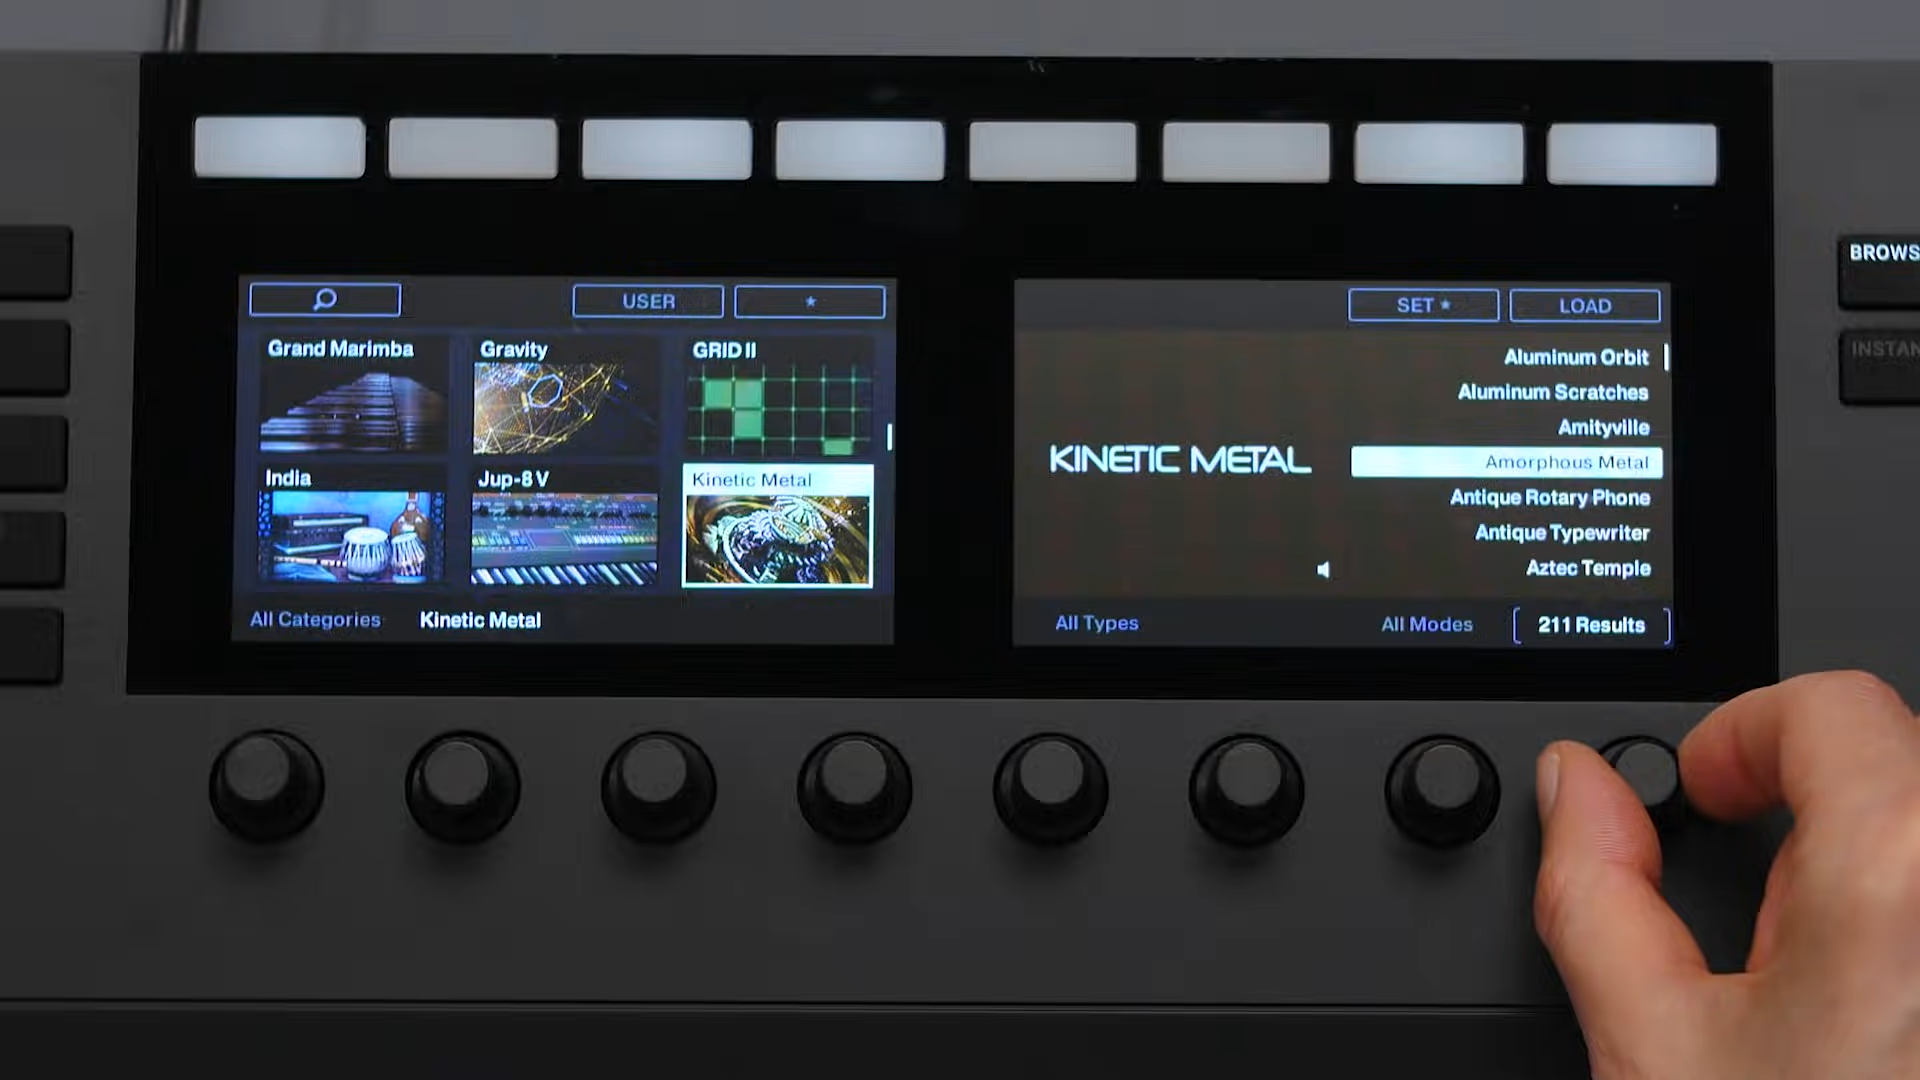 USER
★
Grand Marimba
Gravity
GRID II
India
Jup-8 V
Kinetic Metal
All Categories
Kinetic Metal
SET ★
LOAD
KINETIC METAL
Aluminum Orbit
Aluminum Scratches
Amityville
Amorphous Metal
Antique Rotary Phone
Antique Typewriter
Aztec Temple
All Types
All Modes
211 Results
BROWS
INSTAN